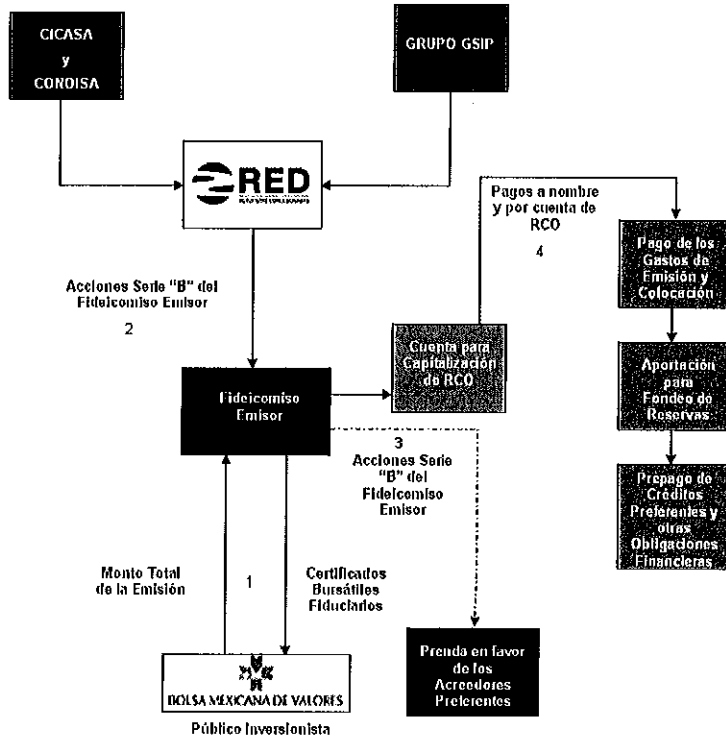 CICASA
y
CONDISA
GRUPO GSIP
RED
Pagos a nombre
y por cuenta de
RCO
4
Pago de los
Gastos de
Emisión y
Colocación
Acciones Serie "B" del
Fideicomiso Emisor
2
Cuenta para
Capitalización
de RCO
Aportación
para
Fondeo de
Reservas
Fideicomiso
Emisor
3
Acciones Serie
"B" del
Fideicomiso
Emisor
Prepago de
Créditos
Preferentes y
otras
Obligaciones
Financieras
Monto Total
de la Emisión
1
Certificados
Bursátiles
Fiduciarios
Prenda en favor
de los
Acreedores
Preferentes
BOLSA MEXICANA DE VALORES
Público Inversionista